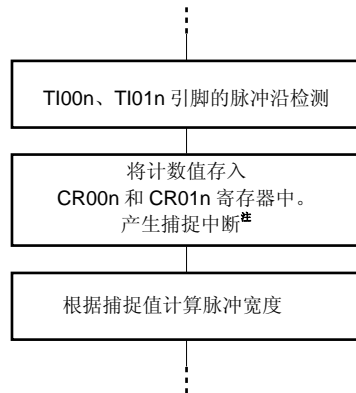 TI00n、TI01n 引脚的脉冲沿检测
将计数值存入
CR00n 和 CR01n 寄存器中。
产生捕捉中断注
根据捕捉值计算脉冲宽度